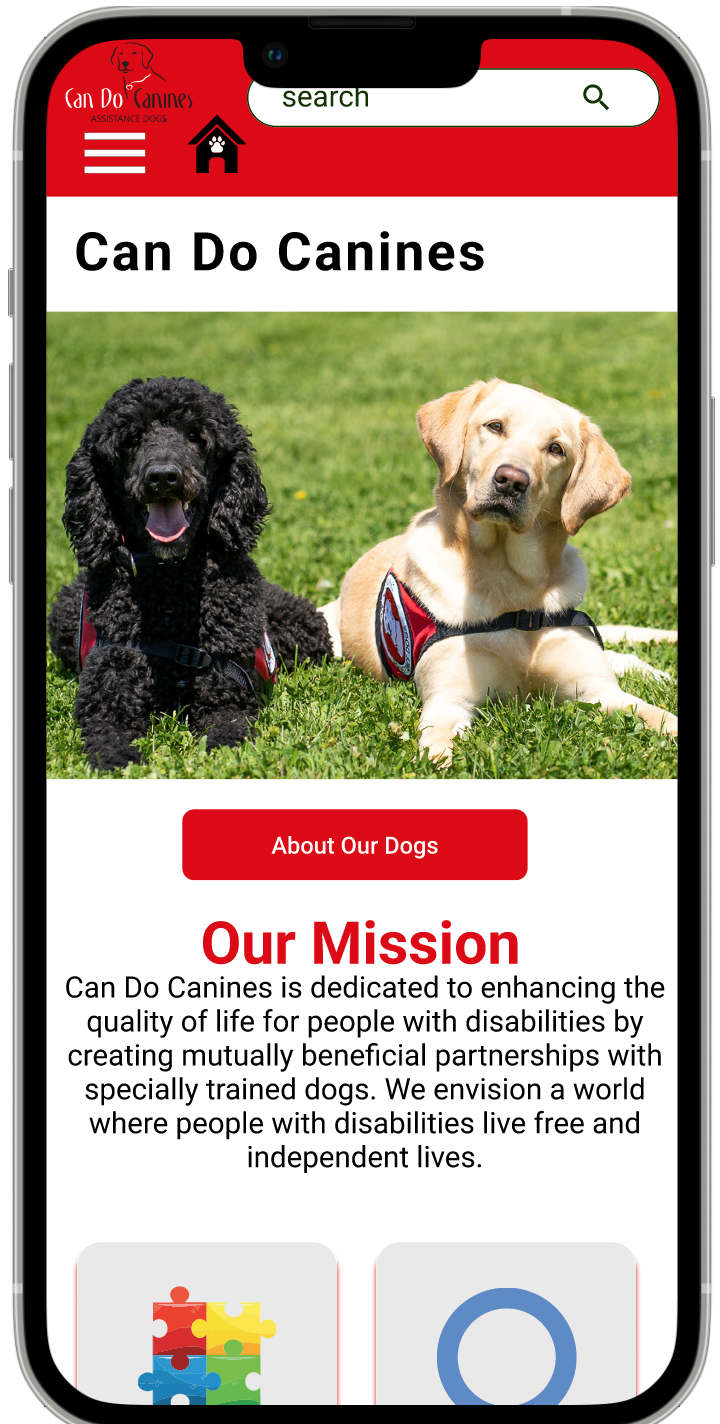 Can Do Canines
ASSISTANCE DOGS
search
Can Do Canines
About Our Dogs
Our Mission
Can Do Canines is dedicated to enhancing the
quality of life for people with disabilities by
creating mutually beneficial partnerships with
specially trained dogs. We envision a world
where people with disabilities live free and
independent lives.